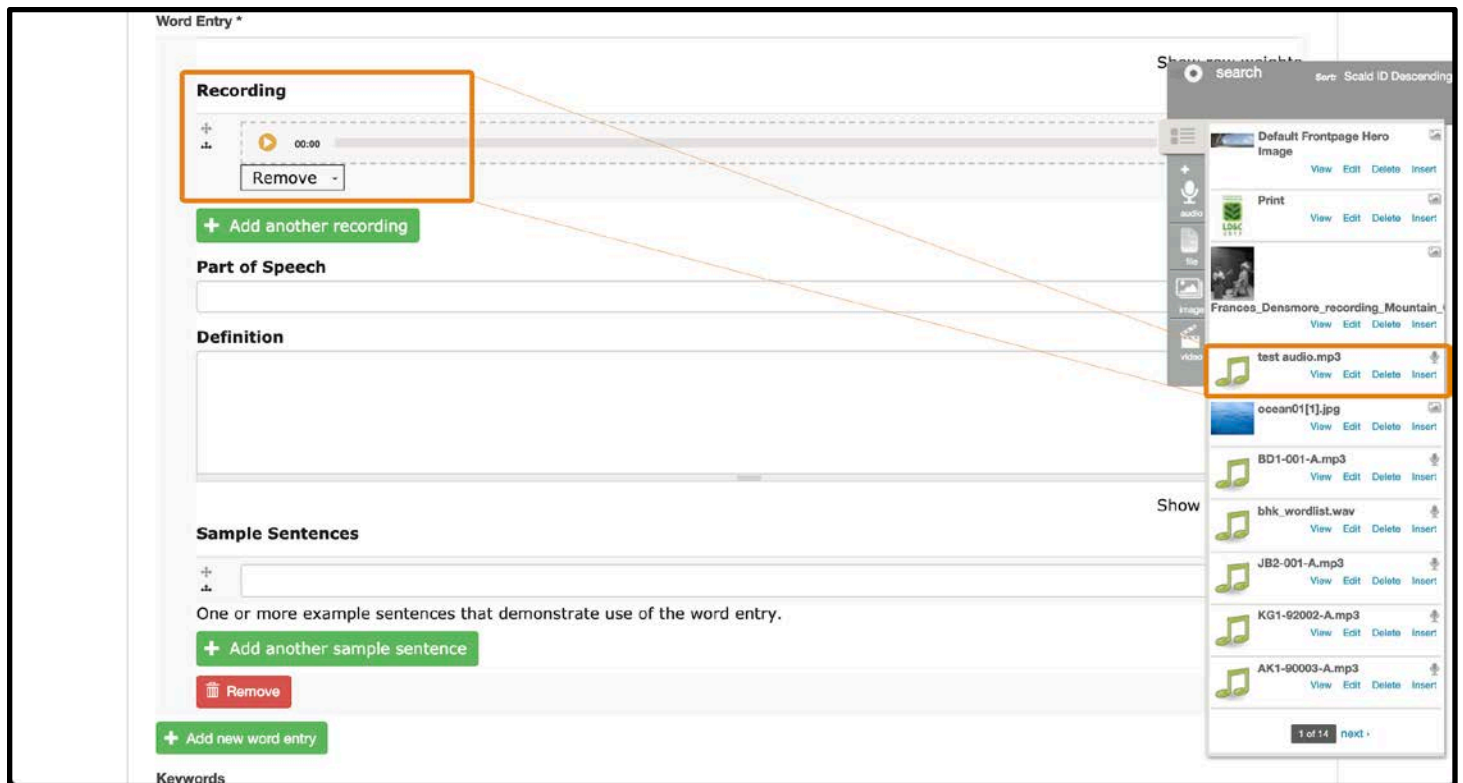 Word Entry *
Show row weights
Recording
00:00
Remove
+ Add another recording
Part of Speech
Definition
Show
Sample Sentences
One or more example sentences that demonstrate use of the word entry.
+ Add another sample sentence
Remove
+ Add new word entry
Keywords
search Sort: Scald ID Descending
+
audio
file
image
video
Default Frontpage Hero
Image
View Edit Delete Insert
Print
LD&C
2017
View Edit Delete Insert
Frances_Densmore_recording_Mountain_
View Edit Delete Insert
test audio.mp3
View Edit Delete Insert
ocean01[1].jpg
View Edit Delete Insert
BD1-001-A.mp3
View Edit Delete Insert
bhk_wordlist.wav
View Edit Delete Insert
JB2-001-A.mp3
View Edit Delete Insert
KG1-92002-A.mp3
View Edit Delete Insert
AK1-90003-A.mp3
View Edit Delete Insert
1 of 14 next ›